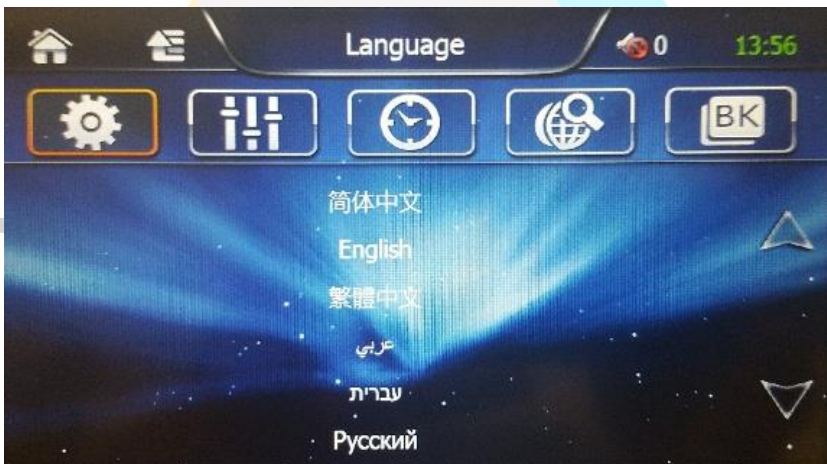 Language
0
13:56
BK
简体中文
English
繁體中文
عربي
עברית
Русский